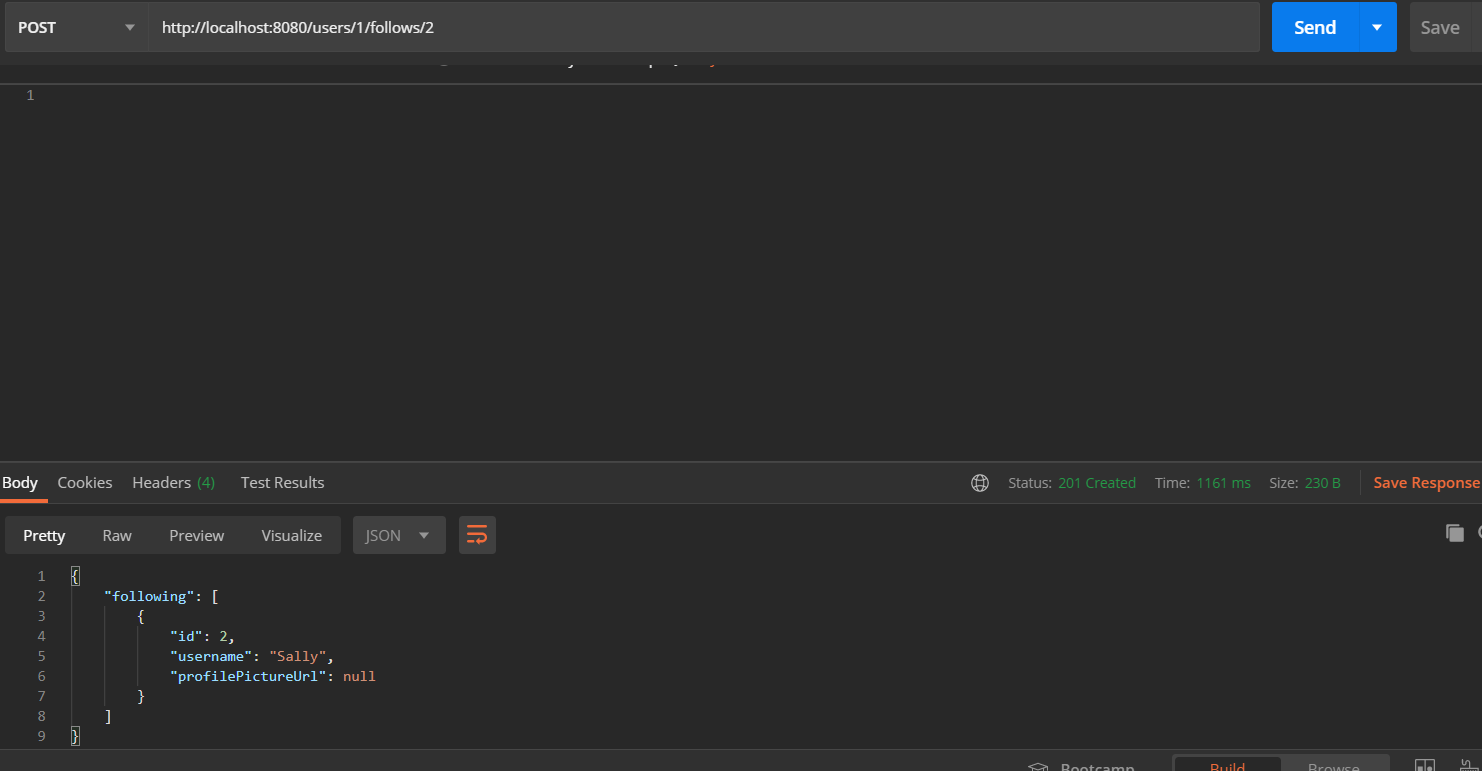 POST http://localhost:8080/users/1/follows/2 Send Save
1
Body Cookies Headers (4) Test Results Status: 201 Created Time: 1161 ms Size: 230 B Save Response
Pretty Raw Preview Visualize JSON
1 {
2 "following": [
3 {
4 "id": 2,
5 "username": "Sally",
6 "profilePictureUrl": null
7 }
8 ]
9 }
Bootcamp Build Browse